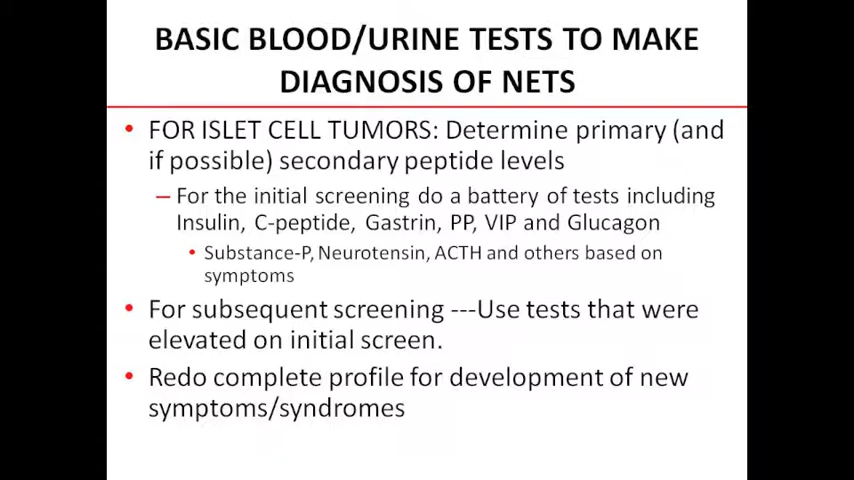 BASIC BLOOD/URINE TESTS TO MAKE
DIAGNOSIS OF NETS
• FOR ISLET CELL TUMORS: Determine primary (and
if possible) secondary peptide levels
– For the initial screening do a battery of tests including
Insulin, C-peptide, Gastrin, PP, VIP and Glucagon
• Substance-P, Neurotensin, ACTH and others based on
symptoms
• For subsequent screening ---Use tests that were
elevated on initial screen.
• Redo complete profile for development of new
symptoms/syndromes